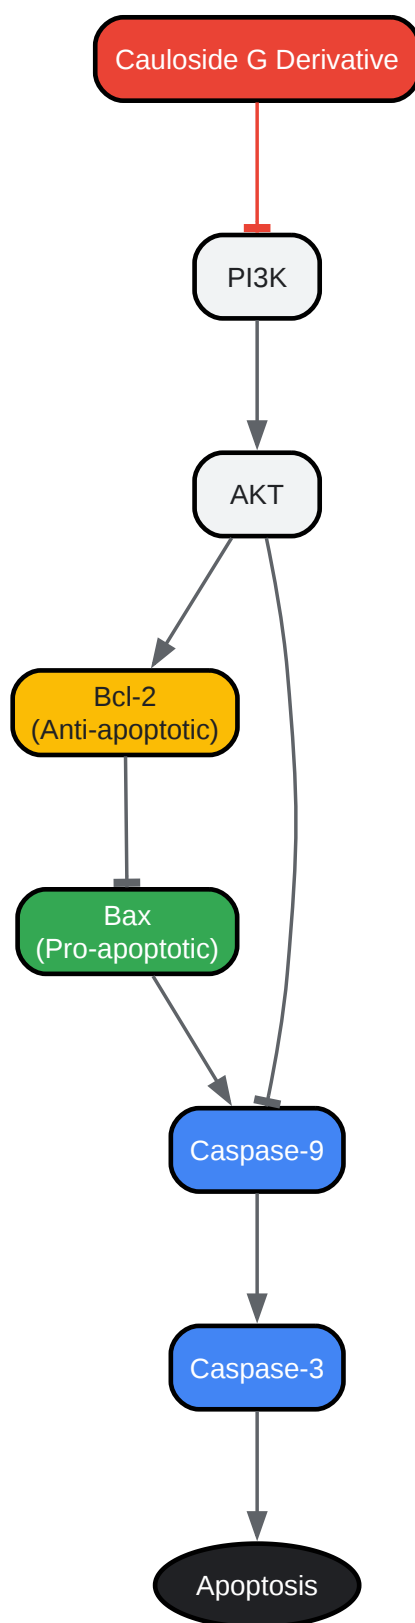 Cauloside G Derivative
PI3K
AKT
Bcl-2
(Anti-apoptotic)
Bax
(Pro-apoptotic)
Caspase-9
Caspase-3
Apoptosis